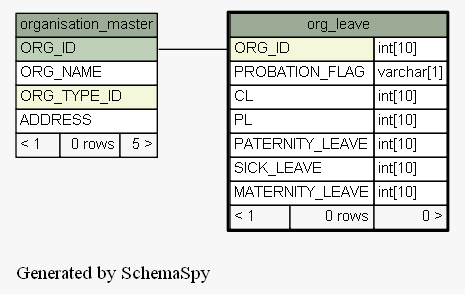 organisation_master
ORG_ID
ORG_NAME
ORG_TYPE_ID
ADDRESS
< 1 0 rows 5 >
org_leave
ORG_ID int[10]
PROBATION_FLAG varchar[1]
CL int[10]
PL int[10]
PATERNITY_LEAVE int[10]
SICK_LEAVE int[10]
MATERNITY_LEAVE int[10]
< 1 0 rows 0 >
Generated by SchemaSpy